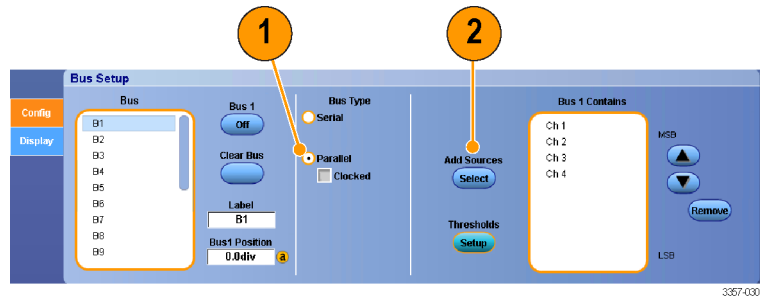 1
2
Bus Setup
Config
Display
Bus
B1
B2
B3
B4
B5
B6
B7
B8
B9
Bus 1
Off
Clear Bus
Label
B1
Bus1 Position
0.0div
a
Bus Type
Serial
Parallel
Clocked
Add Sources
Select
Thresholds
Setup
Bus 1 Contains
Ch 1
Ch 2
Ch 3
Ch 4
MSB
Remove
LSB
3357-030